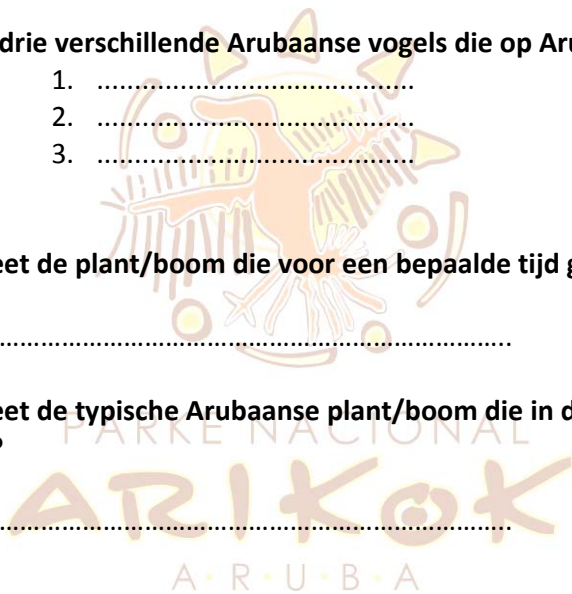 drie verschillende Arubaanse vogels die op Aru
1. ..........................................
2. ..........................................
3. ..........................................
eet de plant/boom die voor een bepaalde tijd g
...............................................................................
eet de typische Arubaanse plant/boom die in d
?
...............................................................................
PARKE NACIONAL
ARIKOK
A·R·U·B·A